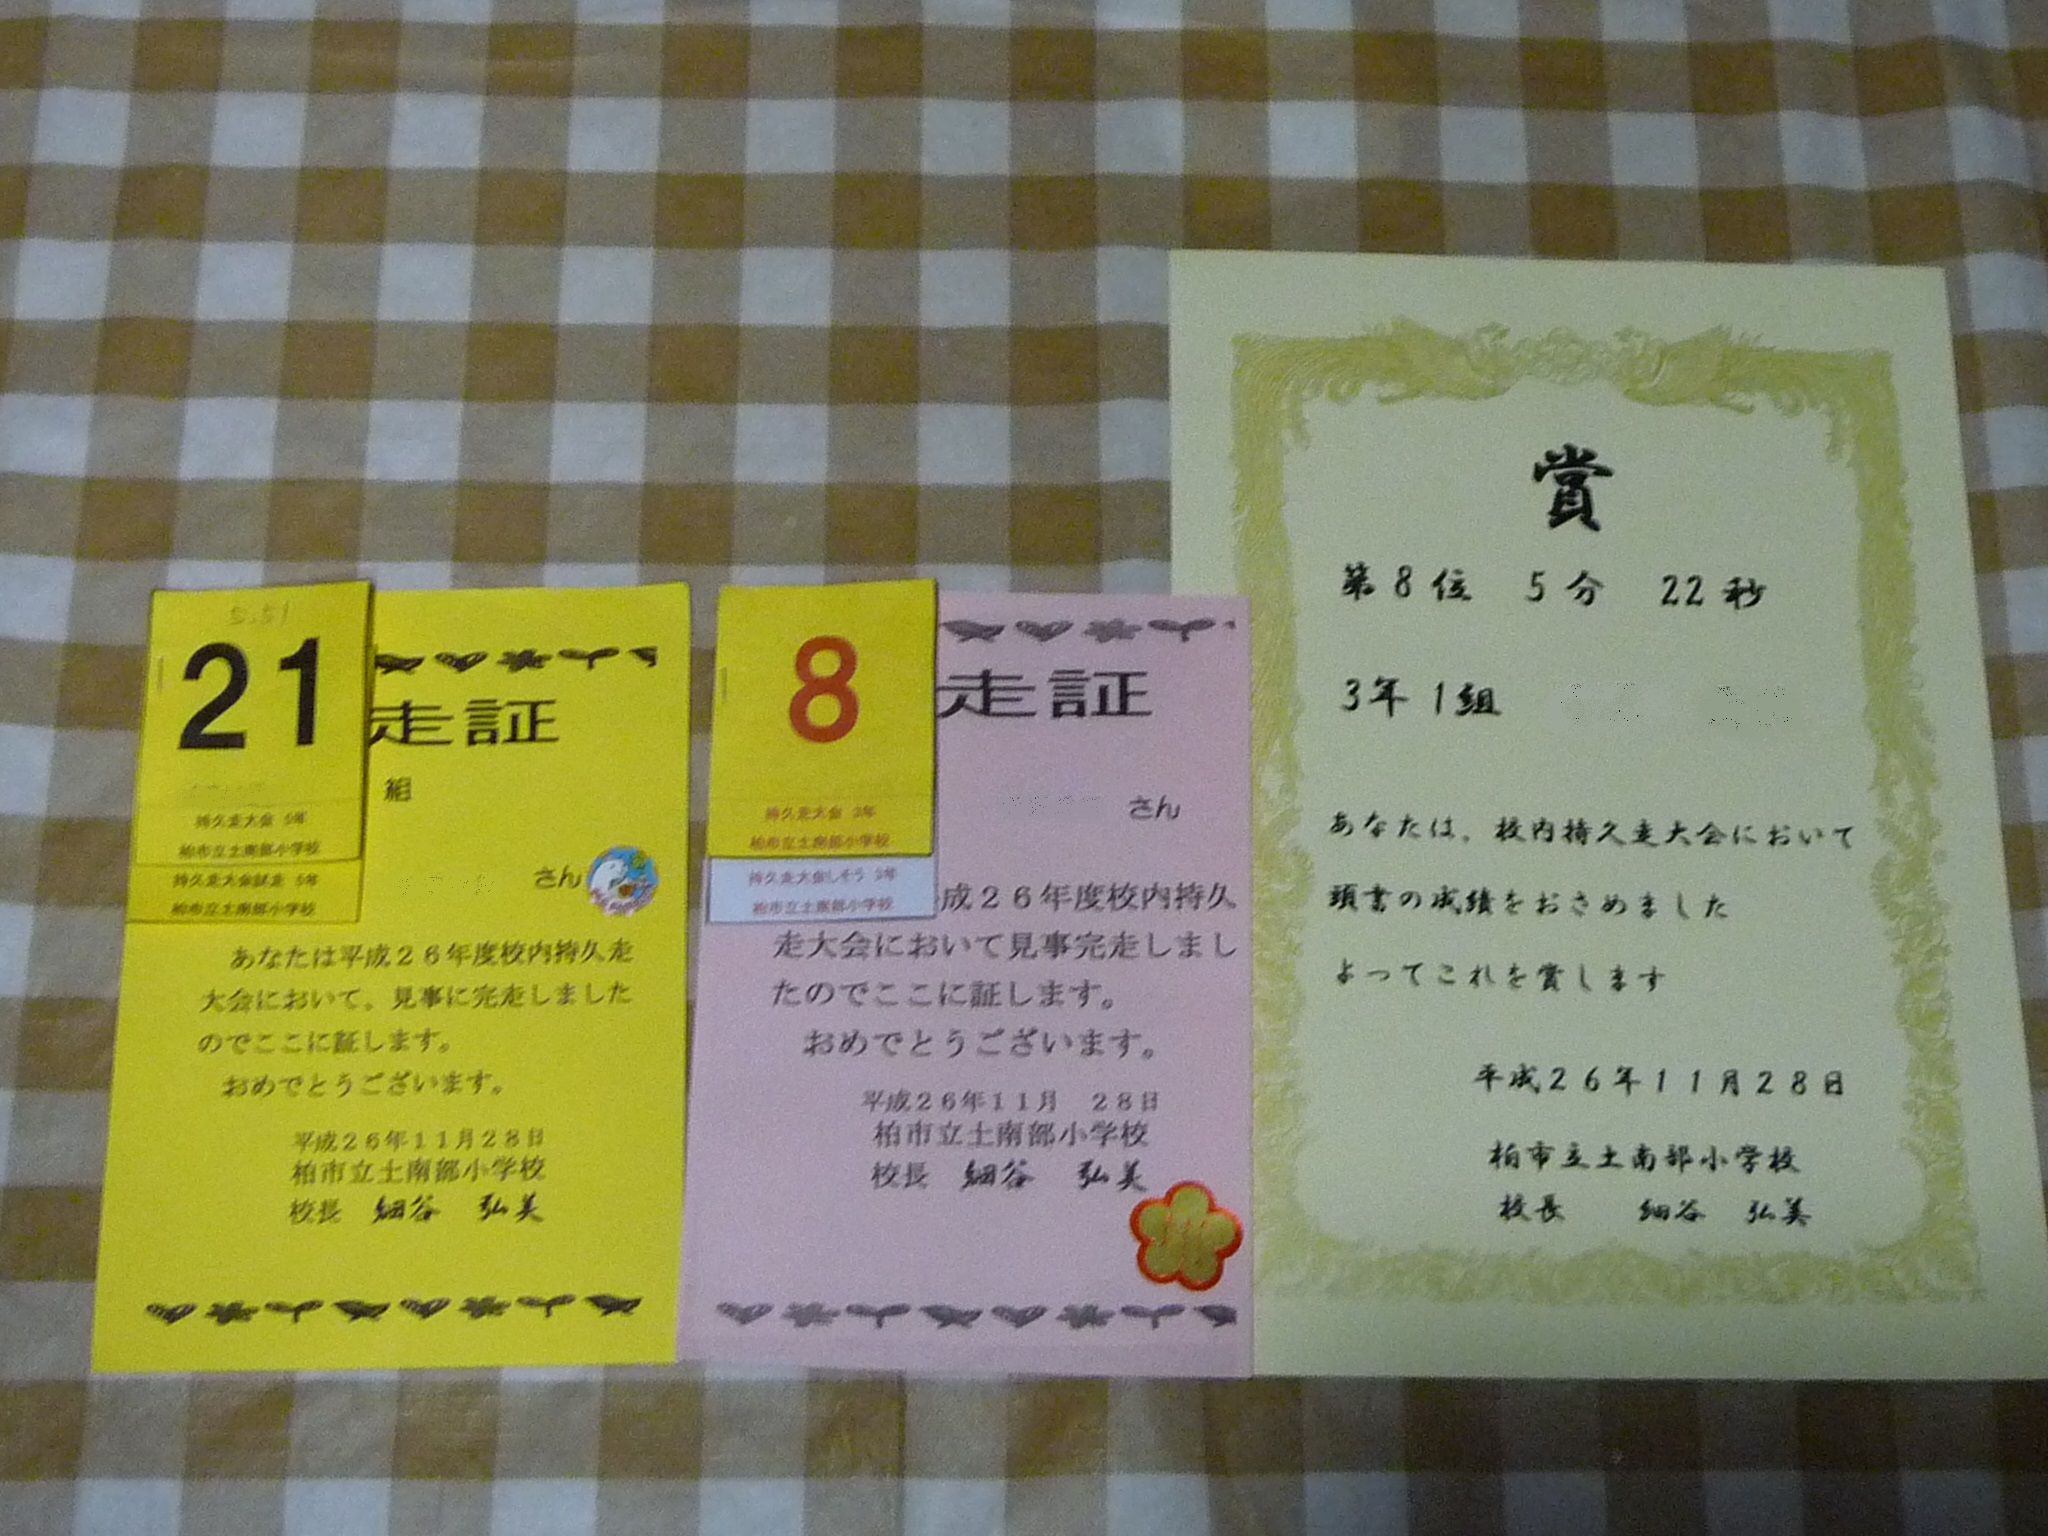 5.51
21
走証
組
持久走大会 5年
柏市立土南部小学校
持久走大会試走 5年
柏市立土南部小学校
さん
あなたは平成26年度校内持久走
大会において、見事に完走しました
のでここに証します。
おめでとうございます。
平成26年11月28日
柏市立土南部小学校
校長 細谷 弘美
8
走証
持久走大会 3年
柏市立土南部小学校
持久走大会しそう 3年
柏市立土南部小学校
さん
成26年度校内持久
走大会において見事完走しまし
たのでここに証します。
おめでとうございます。
平成26年11月 28日
柏市立土南部小学校
校長 細谷 弘美
賞
第8位 5分 22秒
3年1組
あなたは、校内持久走大会において
頭書の成績をおさめました
よってこれを賞します
平成26年11月28日
柏市立土南部小学校
校長 細谷 弘美